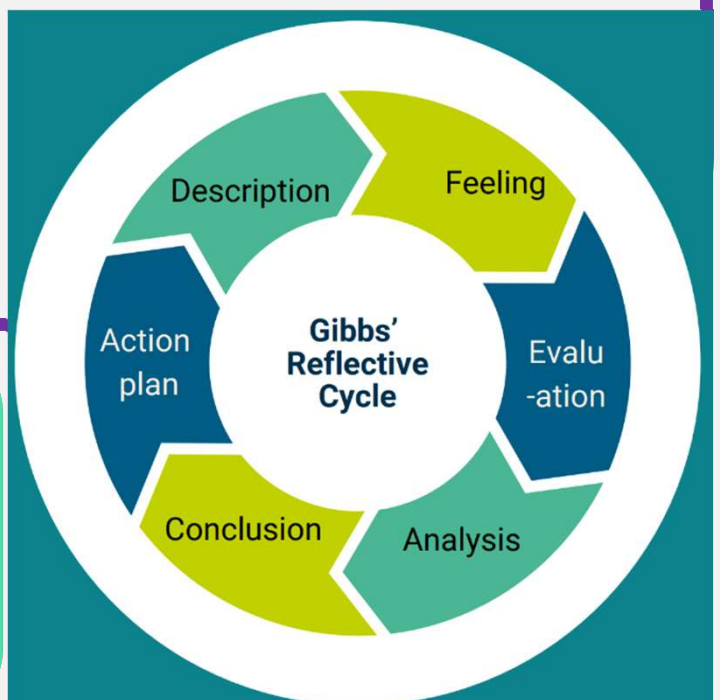 Gibbs’
Reflective
Cycle
Description
Feeling
Evalu
-ation
Analysis
Conclusion
Action
plan